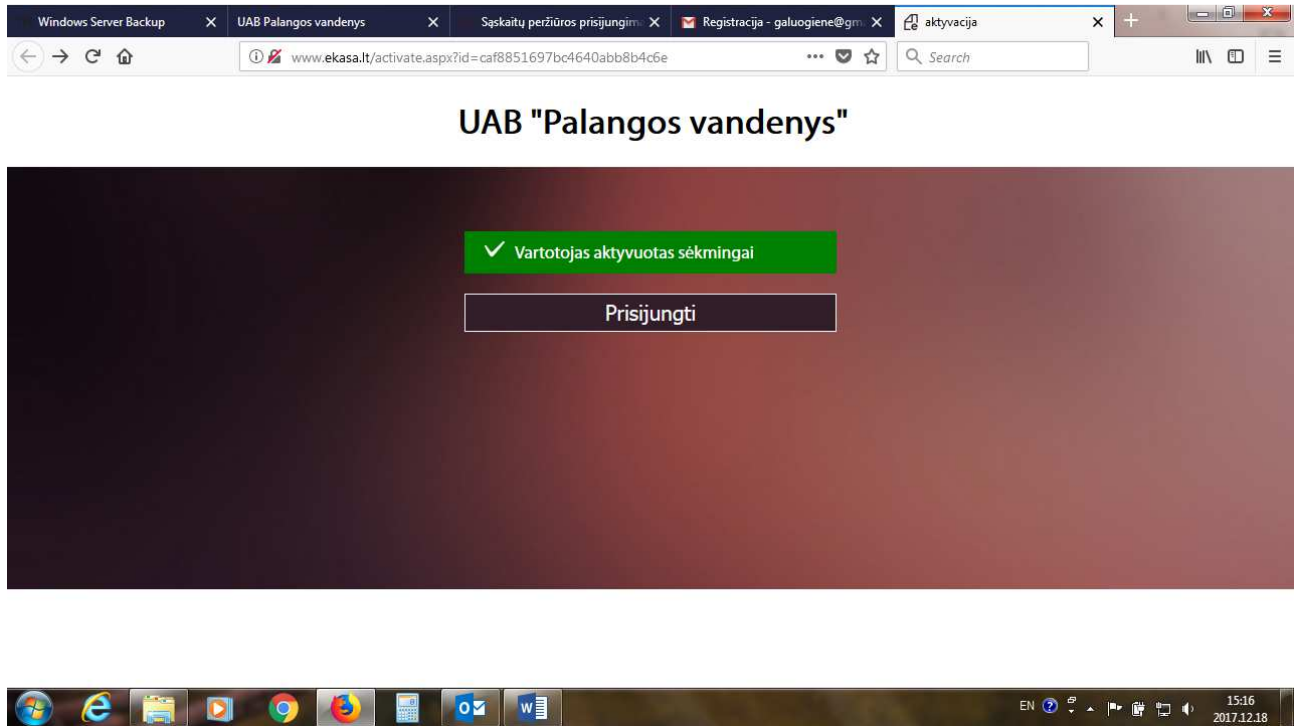 Windows Server Backup
UAB Palangos vandenys
Sąskaitų peržiūros prisijungim
Registracija - galuogiene@gm
aktyvacija
www.ekasa.lt/activate.aspx?id=caf8851697bc4640abb8b4c6e
Search
UAB "Palangos vandenys"
Vartotojas aktyvuotas sėkmingai
Prisijungti
EN
15:16
2017.12.18